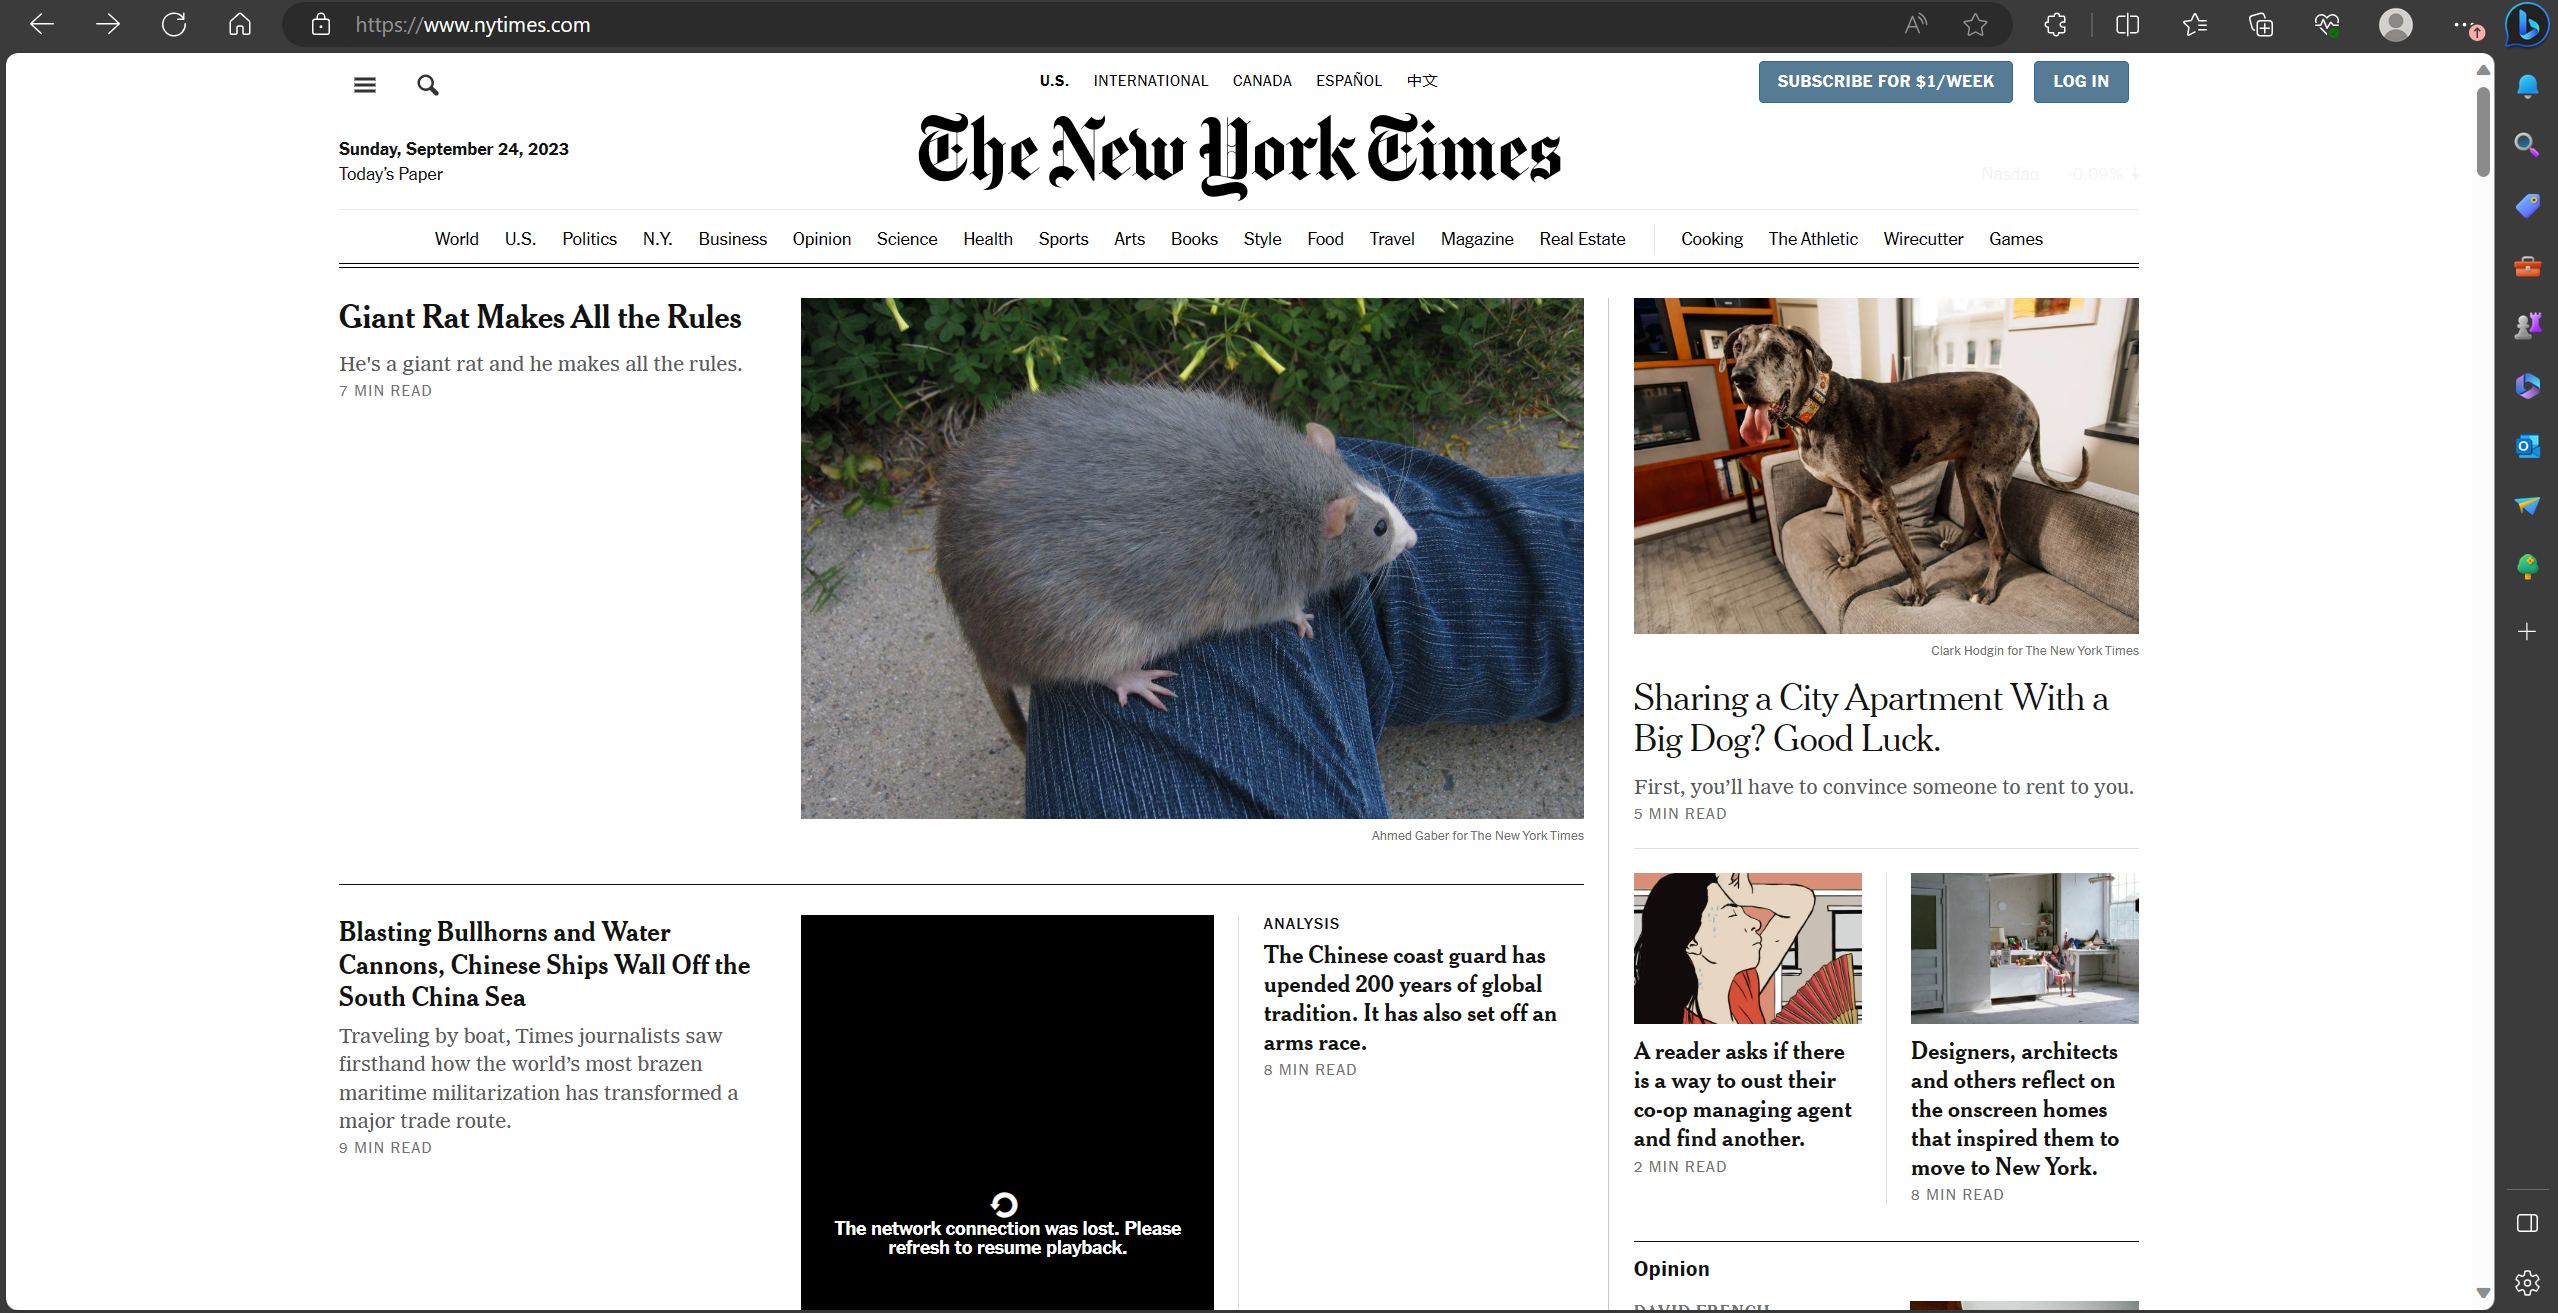 https://www.nytimes.com
U.S. INTERNATIONAL CANADA ESPAÑOL 中文
SUBSCRIBE FOR $1/WEEK LOG IN
The New York Times
Sunday, September 24, 2023
Today's Paper
Nasdaq -0.09% ↓
World U.S. Politics N.Y. Business Opinion Science Health Sports Arts Books Style Food Travel Magazine Real Estate Cooking The Athletic Wirecutter Games
Giant Rat Makes All the Rules
He's a giant rat and he makes all the rules.
7 MIN READ
Ahmed Gaber for The New York Times
Blasting Bullhorns and Water
Cannons, Chinese Ships Wall Off the
South China Sea
Traveling by boat, Times journalists saw
firsthand how the world's most brazen
maritime militarization has transformed a
major trade route.
9 MIN READ
The network connection was lost. Please
refresh to resume playback.
ANALYSIS
The Chinese coast guard has
upended 200 years of global
tradition. It has also set off an
arms race.
8 MIN READ
Clark Hodgin for The New York Times
Sharing a City Apartment With a
Big Dog? Good Luck.
First, you'll have to convince someone to rent to you.
5 MIN READ
A reader asks if there
is a way to oust their
co-op managing agent
and find another.
2 MIN READ
Designers, architects
and others reflect on
the onscreen homes
that inspired them to
move to New York.
8 MIN READ
Opinion
DAVID FRENCH